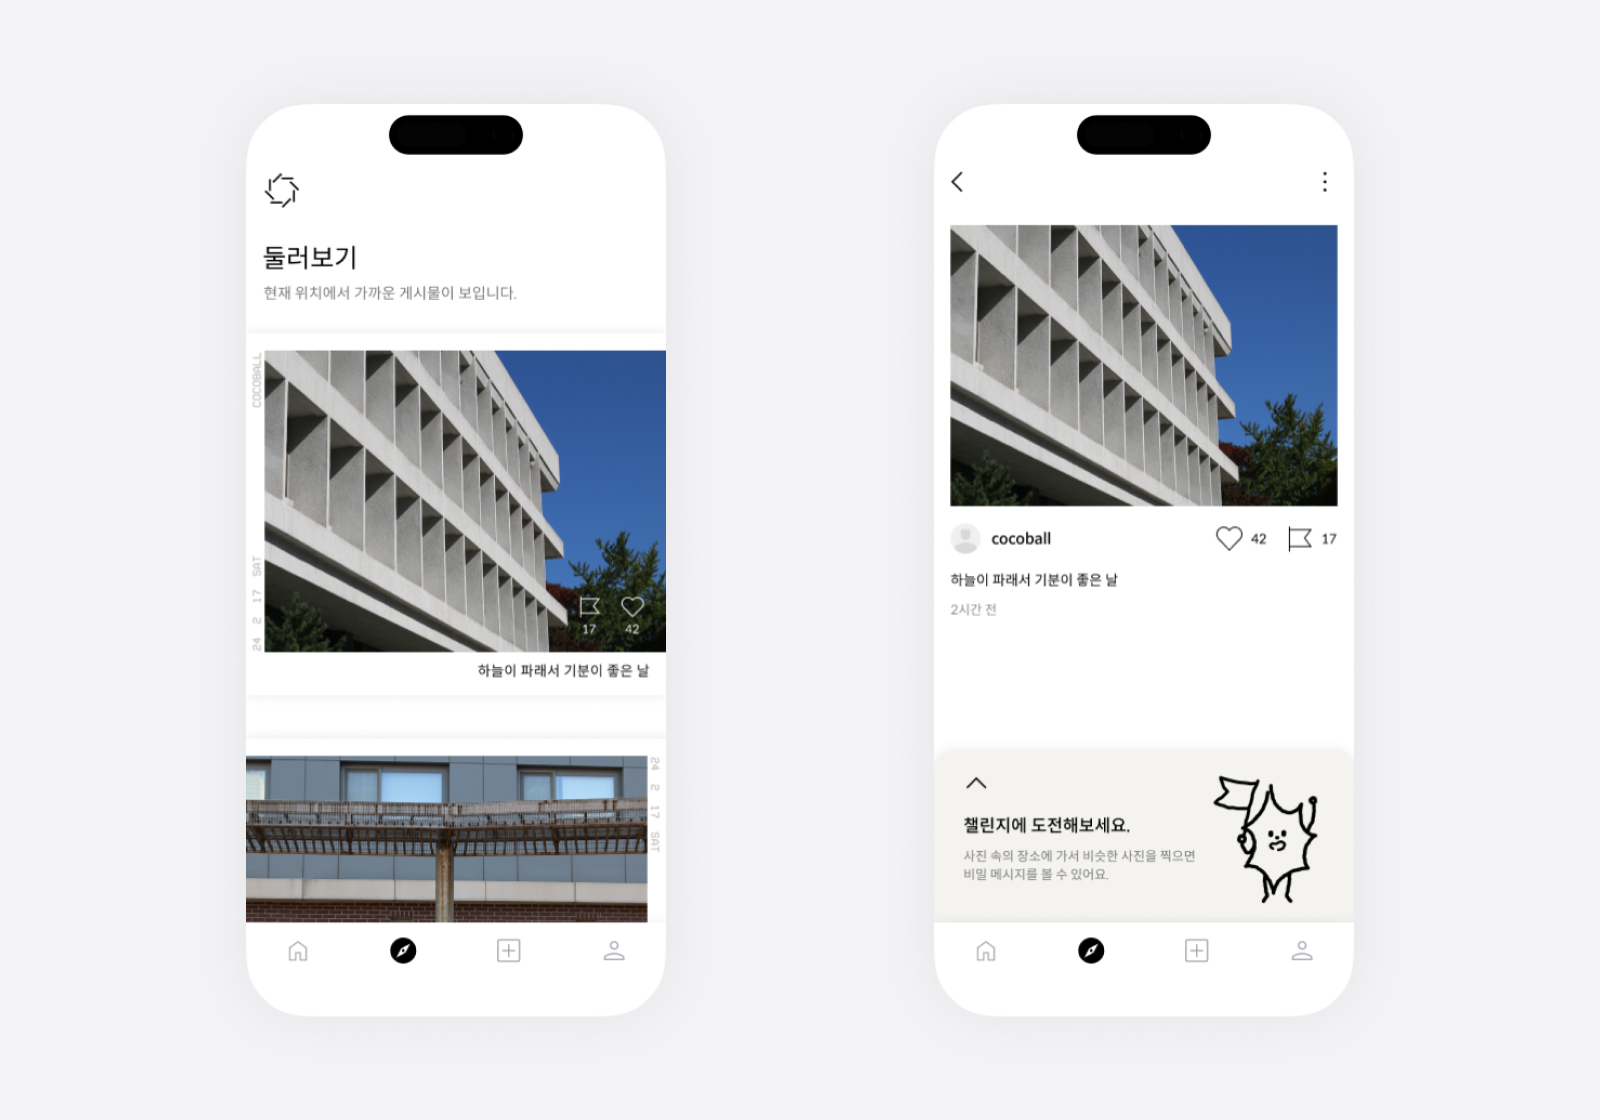 둘러보기
현재 위치에서 가까운 게시물이 보입니다.
COCOBALL
24 2 17 SAT
17
42
하늘이 파래서 기분이 좋은 날
24 2 17 SAT
cocoball
42
17
하늘이 파래서 기분이 좋은 날
2시간 전
챌린지에 도전해보세요.
사진 속의 장소에 가서 비슷한 사진을 찍으면
비밀 메시지를 볼 수 있어요.